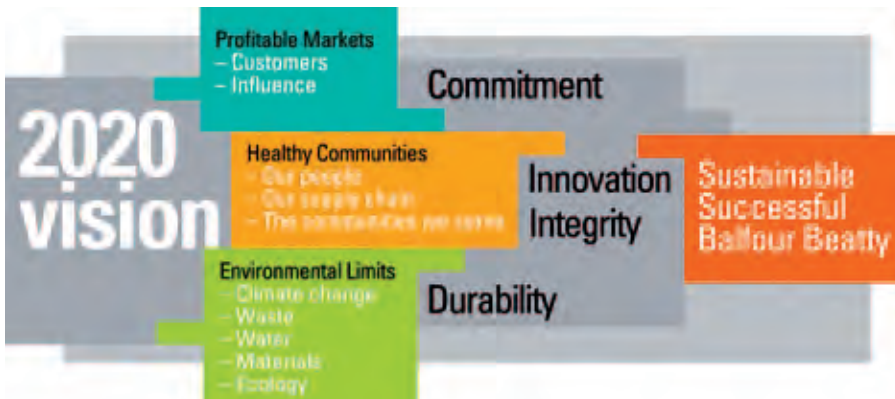 2020
vision
Profitable Markets
– Customers
– Influence
Healthy Communities
– Our people
– Our supply chain
– The communities we serve
Environmental Limits
– Climate change
– Waste
– Water
– Materials
– Ecology
Commitment
Innovation
Integrity
Durability
Sustainable
Successful
Balfour Beatty